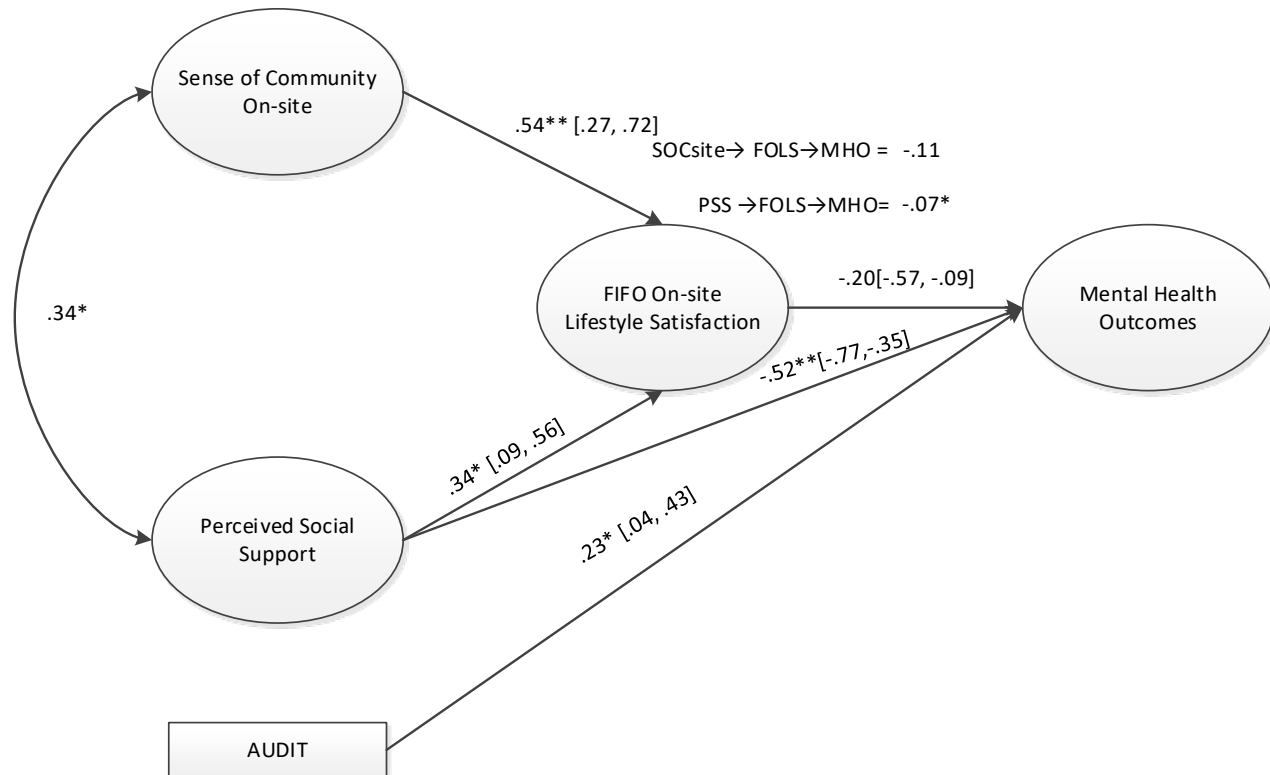 Sense of Community
On-site
.54** [.27, .72]
SOCsite→ FOLS→MHO = -.11
PSS →FOLS→MHO= -.07*
.34*
FIFO On-site
Lifestyle Satisfaction
-.20[-.57, -.09]
Mental Health
Outcomes
-.52**[-.77,-.35]
.34* [.09, .56]
Perceived Social
Support
.23* [.04, .43]
AUDIT